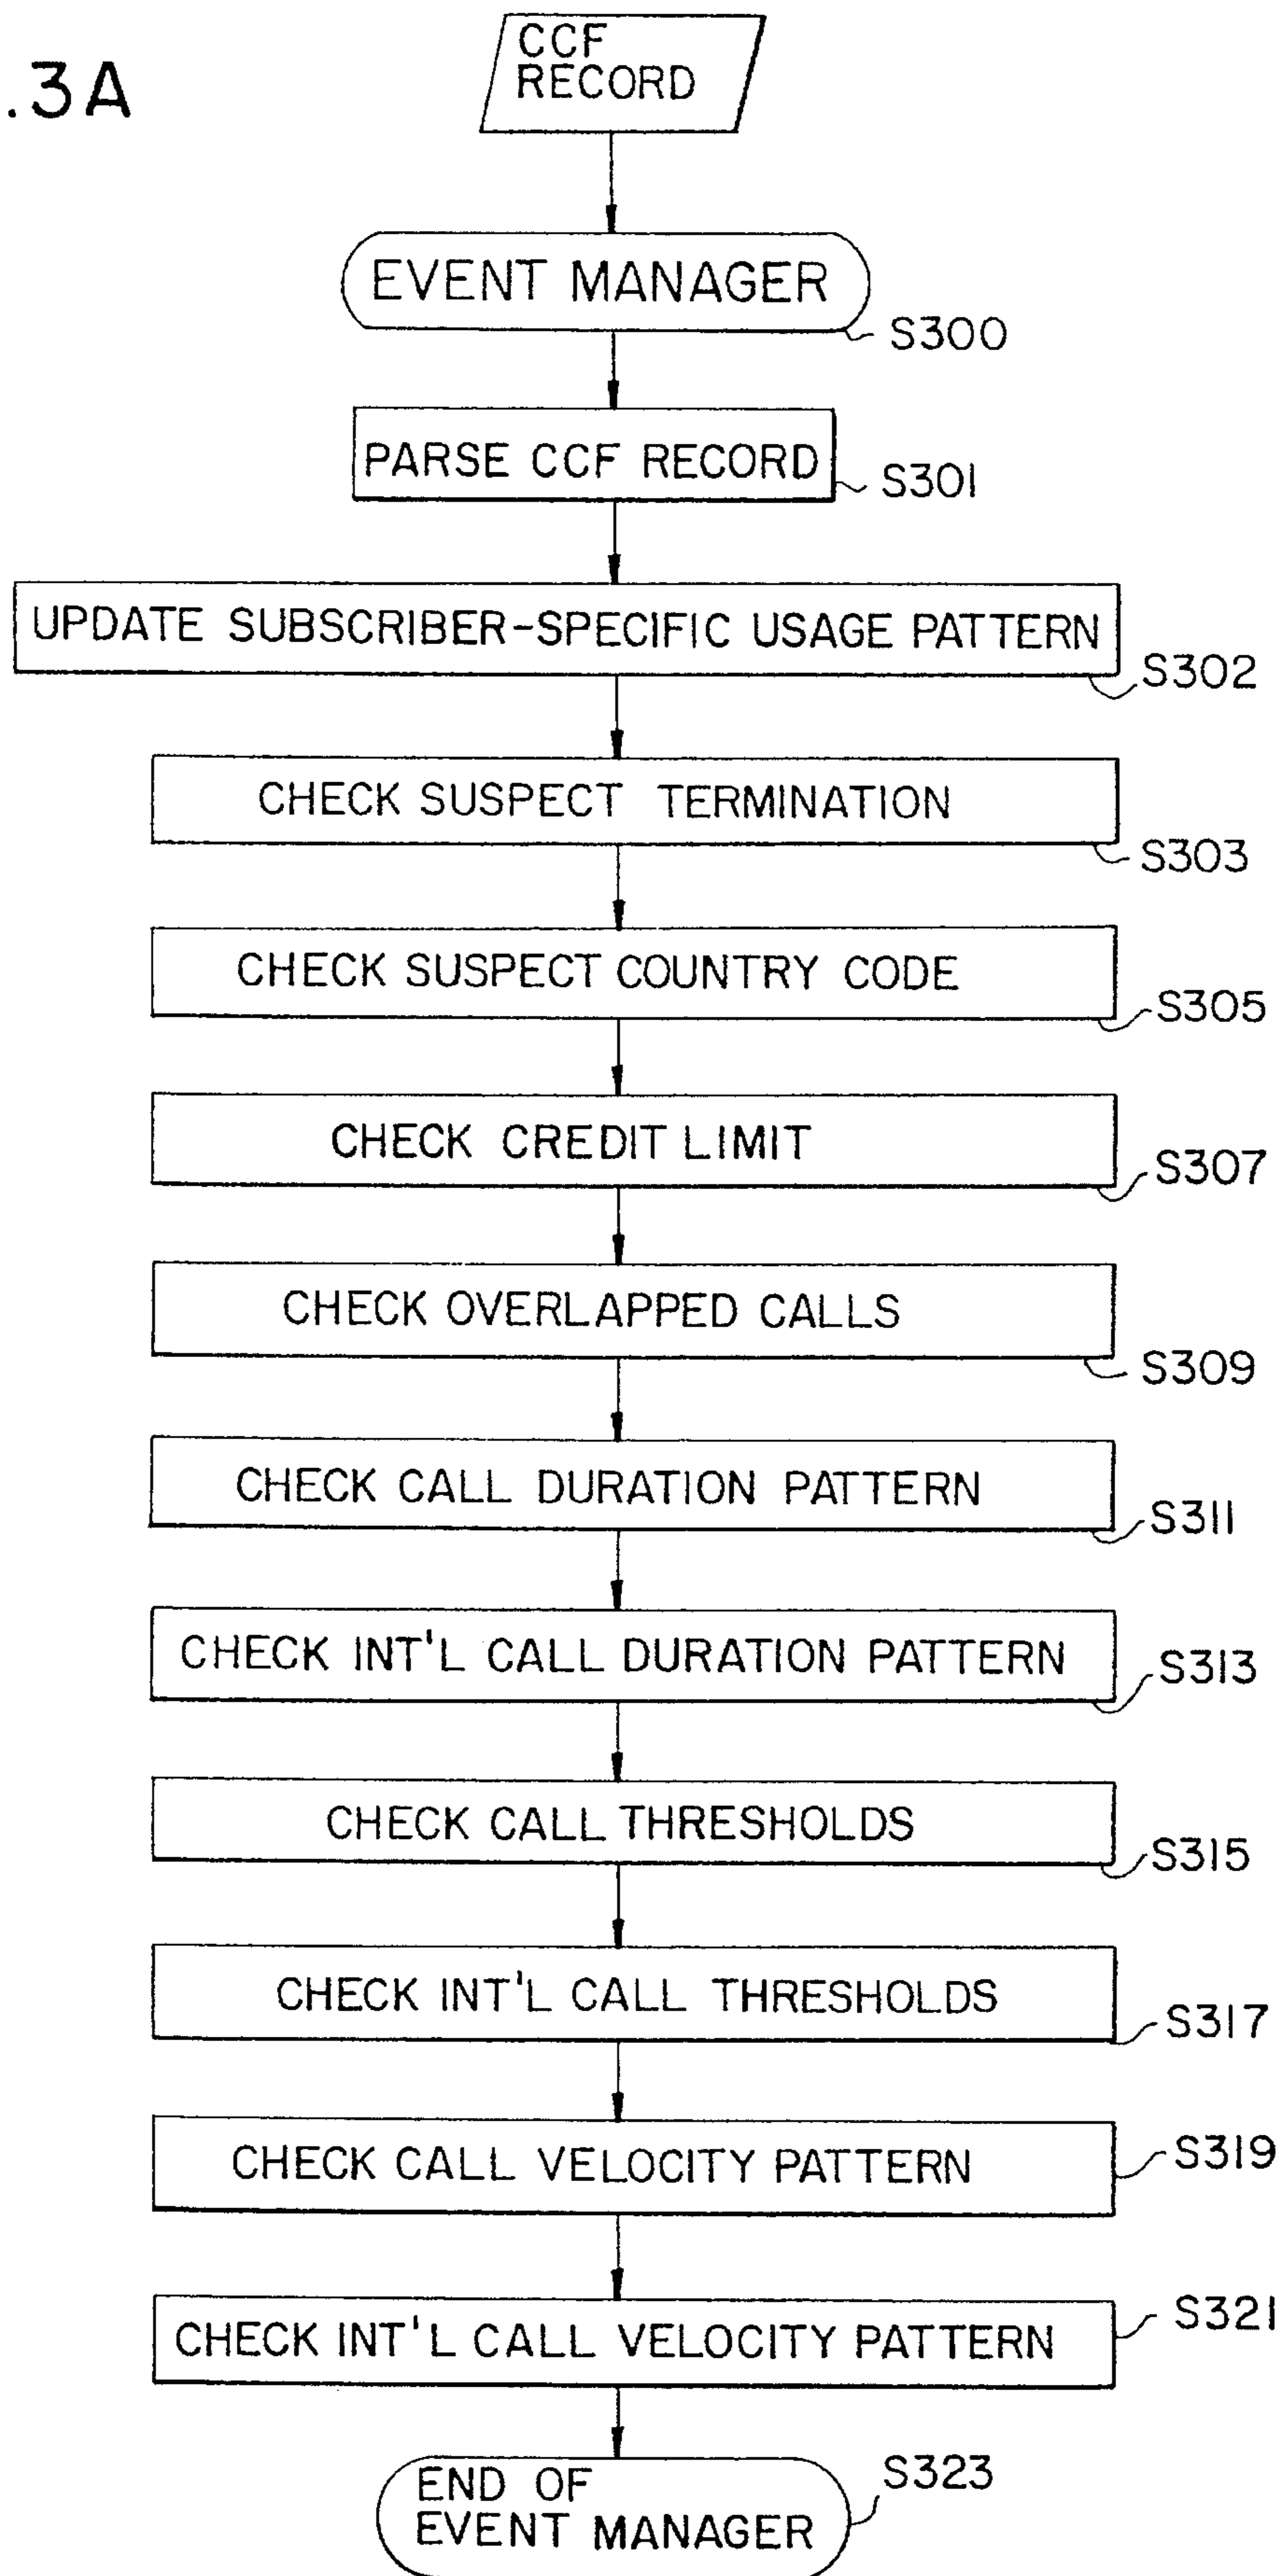 .3A
CCF
RECORD
EVENT MANAGER
S300
PARSE CCF RECORD
S301
UPDATE SUBSCRIBER-SPECIFIC USAGE PATTERN
S302
CHECK SUSPECT TERMINATION
S303
CHECK SUSPECT COUNTRY CODE
S305
CHECK CREDIT LIMIT
S307
CHECK OVERLAPPED CALLS
S309
CHECK CALL DURATION PATTERN
S311
CHECK INT'L CALL DURATION PATTERN
S313
CHECK CALL THRESHOLDS
S315
CHECK INT'L CALL THRESHOLDS
S317
CHECK CALL VELOCITY PATTERN
S319
CHECK INT'L CALL VELOCITY PATTERN
S321
END OF
EVENT MANAGER
S323